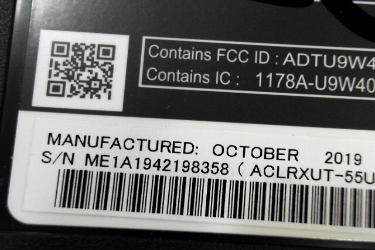 Contains FCC ID : ADTU9W4
Contains IC : 1178A-U9W40
MANUFACTURED: OCTOBER 2019
S/N ME1A1942198358 ( ACLRXUT-55U